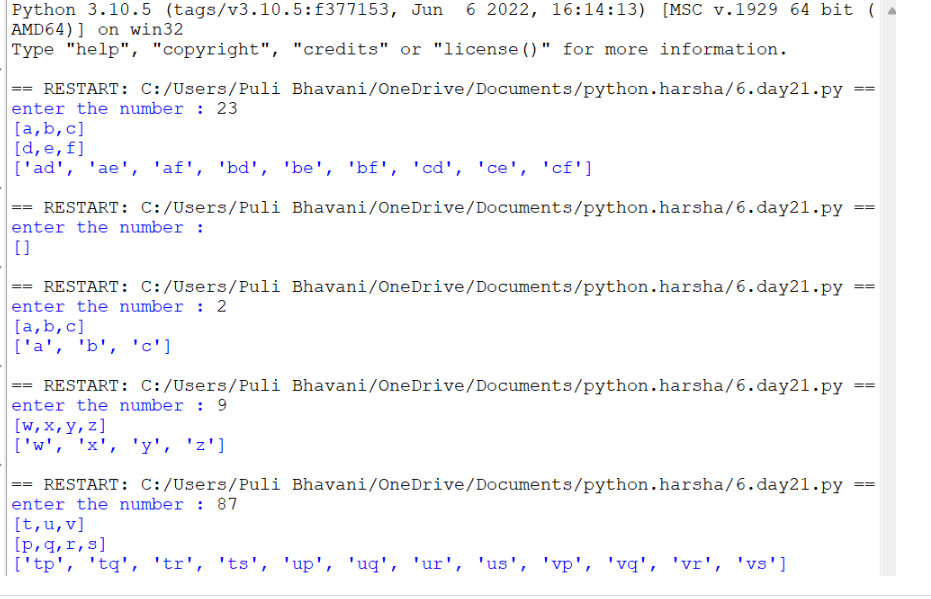 Python 3.10.5 (tags/v3.10.5:f377153, Jun  6 2022, 16:14:13) [MSC v.1929 64 bit (
AMD64)] on win32
Type "help", "copyright", "credits" or "license()" for more information.
== RESTART: C:/Users/Puli Bhavani/OneDrive/Documents/python.harsha/6.day21.py ==
enter the number : 23
[a,b,c]
[d,e,f]
['ad', 'ae', 'af', 'bd', 'be', 'bf', 'cd', 'ce', 'cf']
== RESTART: C:/Users/Puli Bhavani/OneDrive/Documents/python.harsha/6.day21.py ==
enter the number :
[]
== RESTART: C:/Users/Puli Bhavani/OneDrive/Documents/python.harsha/6.day21.py ==
enter the number : 2
[a,b,c]
['a', 'b', 'c']
== RESTART: C:/Users/Puli Bhavani/OneDrive/Documents/python.harsha/6.day21.py ==
enter the number : 9
[w,x,y,z]
['w', 'x', 'y', 'z']
== RESTART: C:/Users/Puli Bhavani/OneDrive/Documents/python.harsha/6.day21.py ==
enter the number : 87
[t,u,v]
[p,q,r,s]
['tp', 'tq', 'tr', 'ts', 'up', 'uq', 'ur', 'us', 'vp', 'vq', 'vr', 'vs']